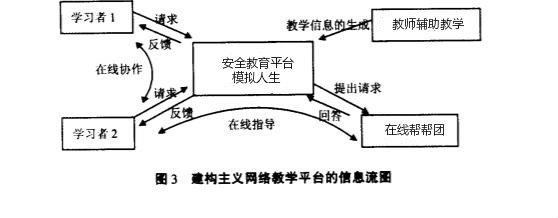 学习者 1
请求
反馈
教学信息的生成
教师辅助教学
在线协作
安全教育平台
模拟人生
请求
反馈
提出请求
回答
学习者 2
在线指导
在线帮帮团
图 3 建构主义网络教学平台的信息流图